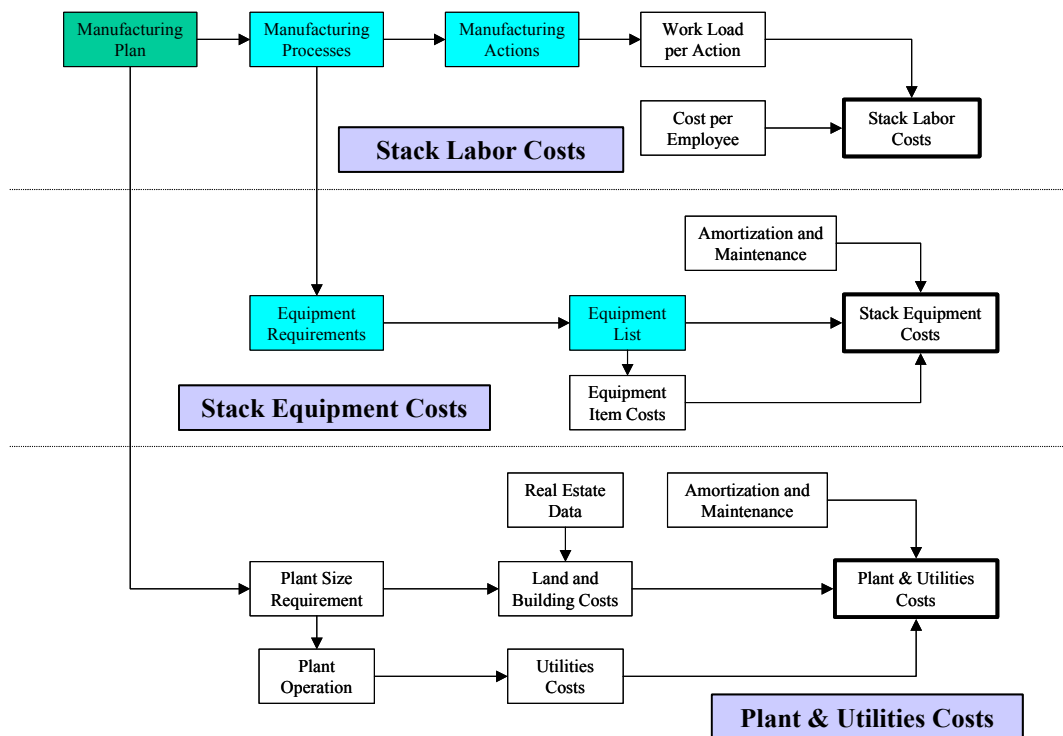 Manufacturing
Plan
Manufacturing
Processes
Manufacturing
Actions
Work Load
per Action
Cost per
Employee
Stack Labor
Costs
Stack Labor Costs
Amortization and
Maintenance
Equipment
Requirements
Equipment
List
Stack Equipment
Costs
Equipment
Item Costs
Stack Equipment Costs
Real Estate
Data
Amortization and
Maintenance
Plant Size
Requirement
Land and
Building Costs
Plant & Utilities
Costs
Plant
Operation
Utilities
Costs
Plant & Utilities Costs